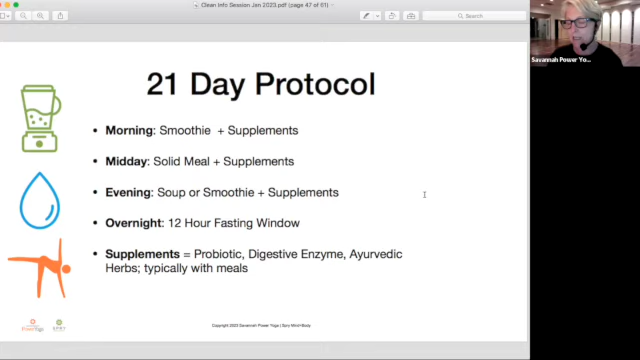 Clean Info Session Jan 2023.pdf (page 47 of 61)
Search
Savannah Power Yo...
21 Day Protocol
• Morning: Smoothie + Supplements
• Midday: Solid Meal + Supplements
• Evening: Soup or Smoothie + Supplements
• Overnight: 12 Hour Fasting Window
• Supplements = Probiotic, Digestive Enzyme, Ayurvedic
Herbs; typically with meals
PowerYoga
Copyright 2023 Savannah Power Yoga / Spry Mind+Body